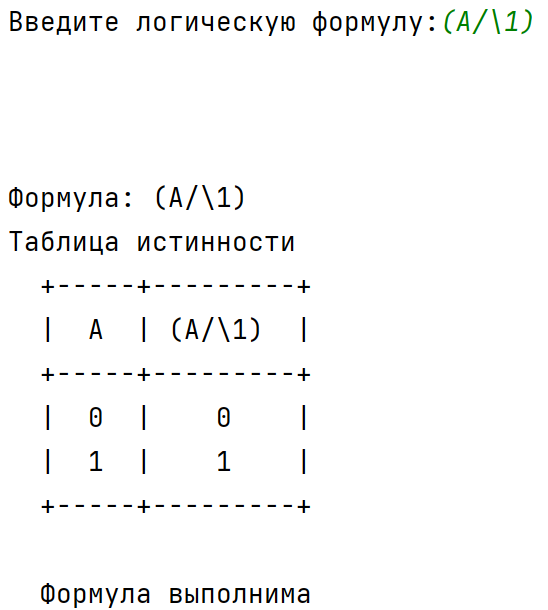 Введите логическую формулу:(A/\1)
Формула: (A/\1)
Таблица истинности
+-----+---------+
|  A  | (A/\1)  |
+-----+---------+
|  0  |    0    |
|  1  |    1    |
+-----+---------+
Формула выполнима